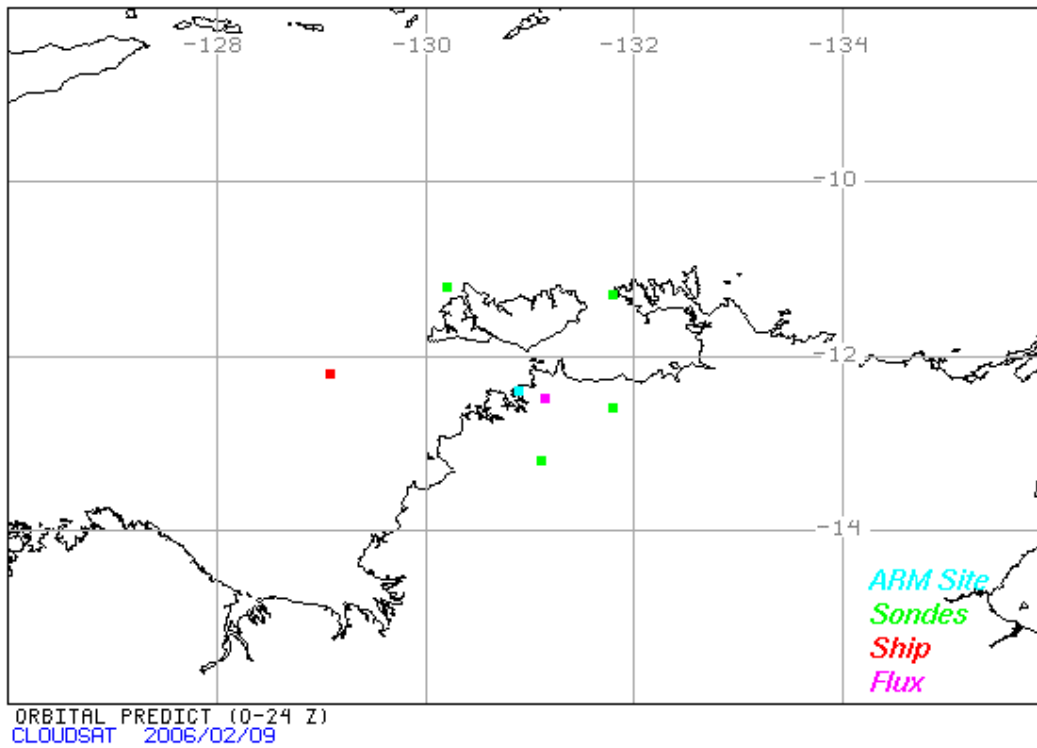 -128 -130 -132 -134
-10
-12
-14
ARM Site
Sondes
Ship
Flux
ORBITAL PREDICT (0-24 Z)
CLOUDSAT 2006/02/09